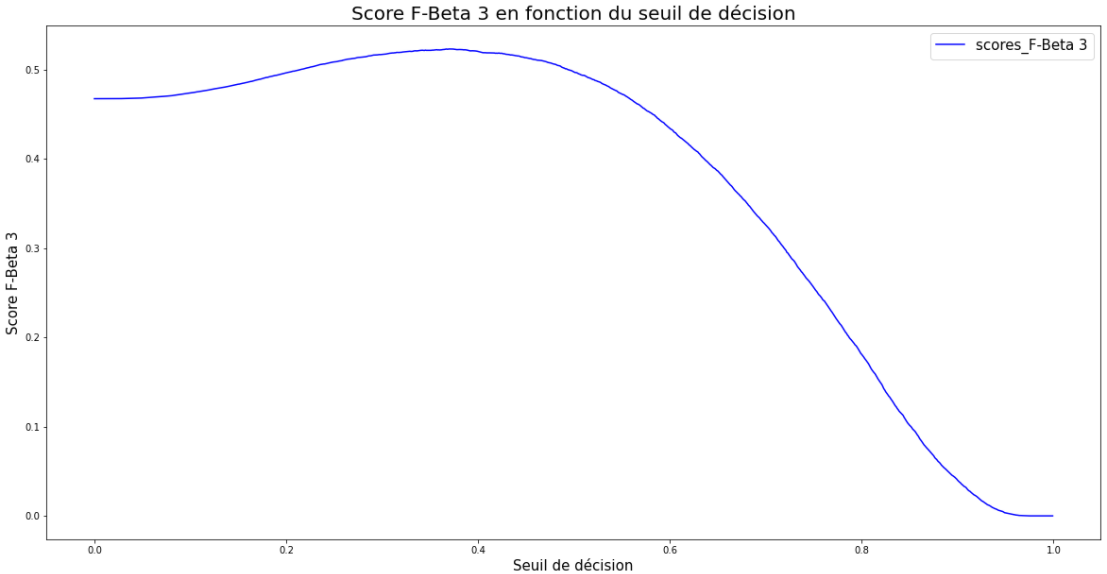 Score F-Beta 3 en fonction du seuil de décision
scores_F-Beta 3
Score F-Beta 3
0.5
0.4
0.3
0.2
0.1
0.0
0.0 0.2 0.4 0.6 0.8 1.0
Seuil de décision